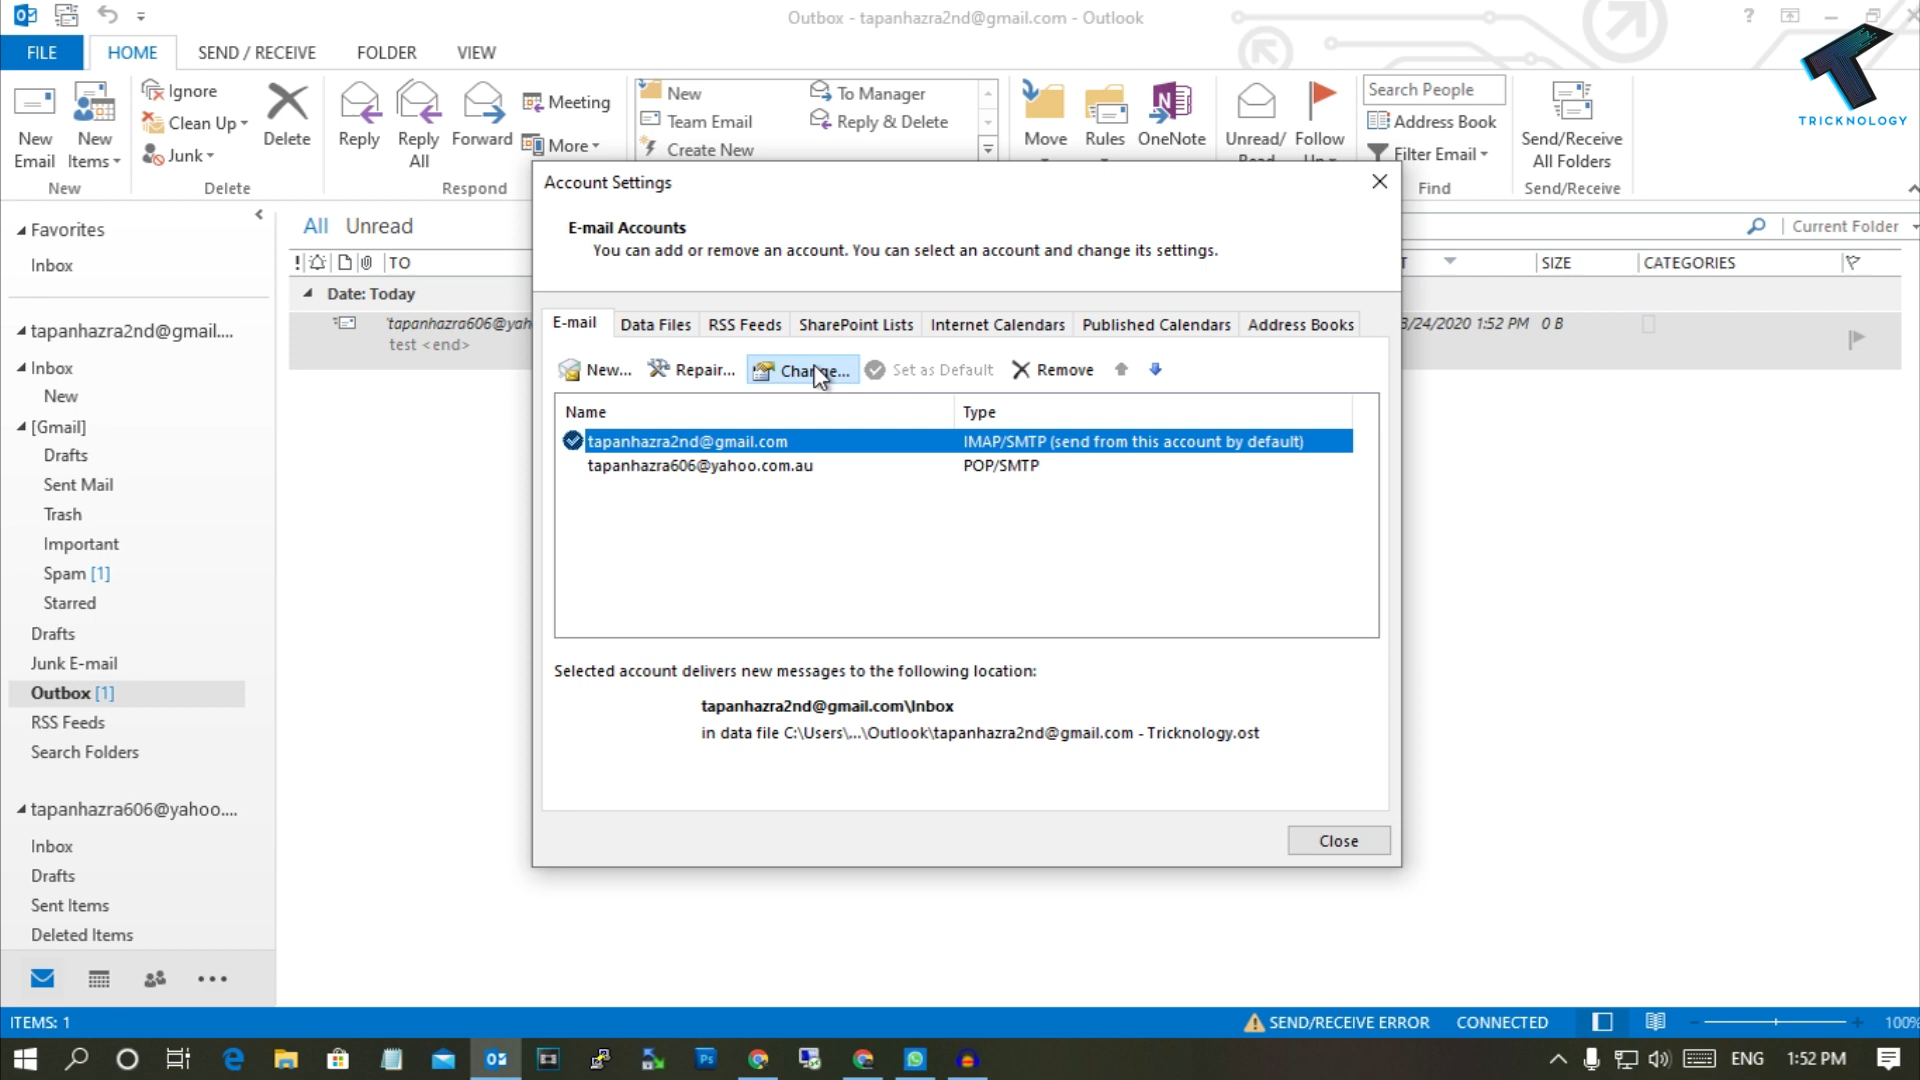 Outbox - tapanhazra2nd@gmail.com - Outlook
?
FILE
HOME
SEND / RECEIVE
FOLDER
VIEW
TRICKNOLOGY
New Email
New Items
New
Ignore
Clean Up
Junk
Delete
Delete
Reply
Reply All
Forward
Meeting
More
Respond
New
Team Email
Create New
To Manager
Reply & Delete
Move
Rules
OneNote
Unread/
Follow
Search People
Address Book
Filter Email
Find
Send/Receive
All Folders
Send/Receive
Favorites
Inbox
tapanhazra2nd@gmail....
Inbox
New
[Gmail]
Drafts
Sent Mail
Trash
Important
Spam [1]
Starred
Drafts
Junk E-mail
Outbox [1]
RSS Feeds
Search Folders
tapanhazra606@yahoo....
Inbox
Drafts
Sent Items
Deleted Items
All Unread
Current Folder
TO
SIZE
CATEGORIES
Date: Today
'tapanhazra606@yah
3/24/2020 1:52 PM 0 B
test <end>
Account Settings
E-mail Accounts
You can add or remove an account. You can select an account and change its settings.
E-mail
Data Files
RSS Feeds
SharePoint Lists
Internet Calendars
Published Calendars
Address Books
New...
Repair...
Change...
Set as Default
Remove
Name
Type
tapanhazra2nd@gmail.com
IMAP/SMTP (send from this account by default)
tapanhazra606@yahoo.com.au
POP/SMTP
Selected account delivers new messages to the following location:
tapanhazra2nd@gmail.com\Inbox
in data file C:\Users\...\Outlook\tapanhazra2nd@gmail.com - Tricknology.ost
Close
ITEMS: 1
SEND/RECEIVE ERROR
CONNECTED
100%
ENG
1:52 PM